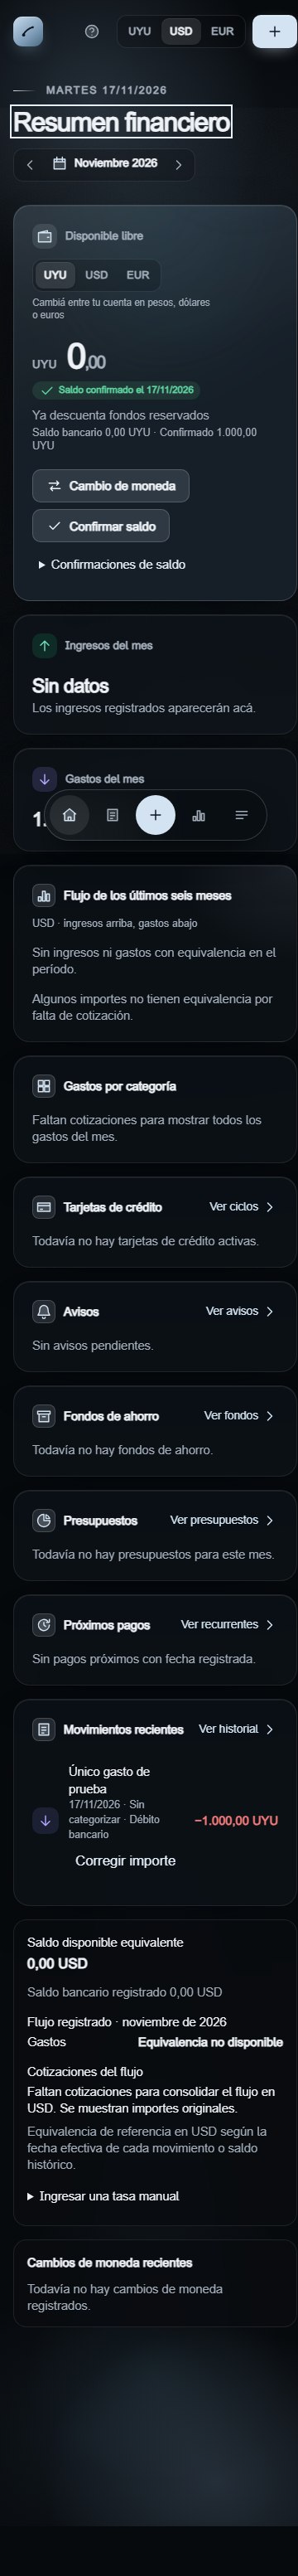 UYU USD EUR
MARTES 17/11/2026
Resumen financiero
Noviembre 2026
Disponible libre
UYU USD EUR
Cambiá entre tu cuenta en pesos, dólares
o euros
UYU 0,00
Saldo confirmado el 17/11/2026
Ya descuenta fondos reservados
Saldo bancario 0,00 UYU · Confirmado 1.000,00
UYU
Cambio de moneda
Confirmar saldo
Confirmaciones de saldo
Ingresos del mes
Sin datos
Los ingresos registrados aparecerán acá.
Gastos del mes
Flujo de los últimos seis meses
USD · ingresos arriba, gastos abajo
Sin ingresos ni gastos con equivalencia en el
período.
Algunos importes no tienen equivalencia por
falta de cotización.
Gastos por categoría
Faltan cotizaciones para mostrar todos los
gastos del mes.
Tarjetas de crédito Ver ciclos
Todavía no hay tarjetas de crédito activas.
Avisos Ver avisos
Sin avisos pendientes.
Fondos de ahorro Ver fondos
Todavía no hay fondos de ahorro.
Presupuestos Ver presupuestos
Todavía no hay presupuestos para este mes.
Próximos pagos Ver recurrentes
Sin pagos próximos con fecha registrada.
Movimientos recientes Ver historial
Único gasto de
prueba
17/11/2026 · Sin
categorizar · Débito
bancario
−1.000,00 UYU
Corregir importe
Saldo disponible equivalente
0,00 USD
Saldo bancario registrado 0,00 USD
Flujo registrado · noviembre de 2026
Gastos Equivalencia no disponible
Cotizaciones del flujo
Faltan cotizaciones para consolidar el flujo en
USD. Se muestran importes originales.
Equivalencia de referencia en USD según la
fecha efectiva de cada movimiento o saldo
histórico.
Ingresar una tasa manual
Cambios de moneda recientes
Todavía no hay cambios de moneda
registrados.